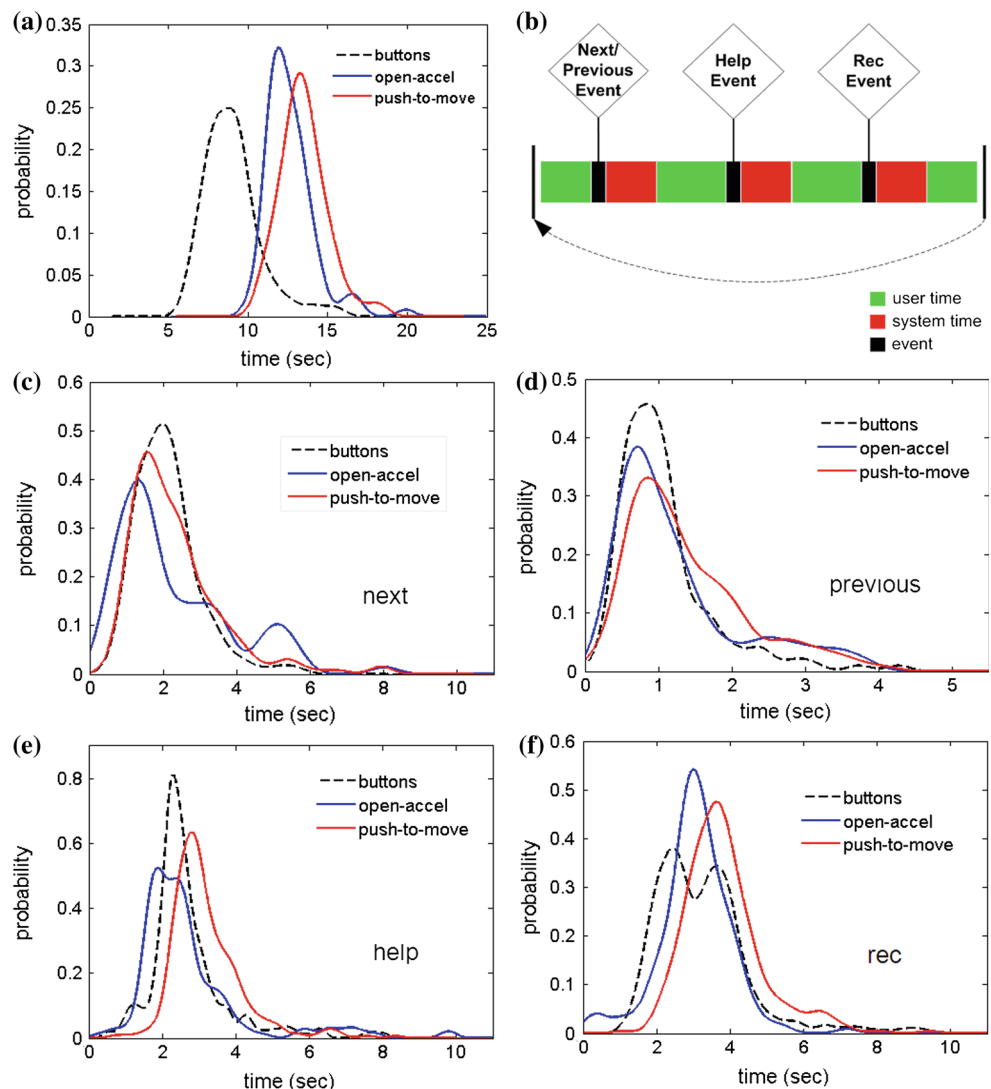 (a)
0.35
0.3
0.25
0.2
0.15
0.1
0.05
0
probability
buttons
open-accel
push-to-move
0 5 10 15 20 25
time (sec)
(b)
Next/
Previous
Event
Help
Event
Rec
Event
user time
system time
event
(c)
0.6
0.5
0.4
0.3
0.2
0.1
0
probability
buttons
open-accel
push-to-move
next
0 2 4 6 8 10
time (sec)
(d)
0.5
0.4
0.3
0.2
0.1
0
probability
buttons
open-accel
push-to-move
previous
0 1 2 3 4 5
time (sec)
(e)
0.8
0.6
0.4
0.2
0
probability
buttons
open-accel
push-to-move
help
0 2 4 6 8 10
time (sec)
(f)
0.6
0.5
0.4
0.3
0.2
0.1
0
probability
buttons
open-accel
push-to-move
rec
0 2 4 6 8 10
time (sec)